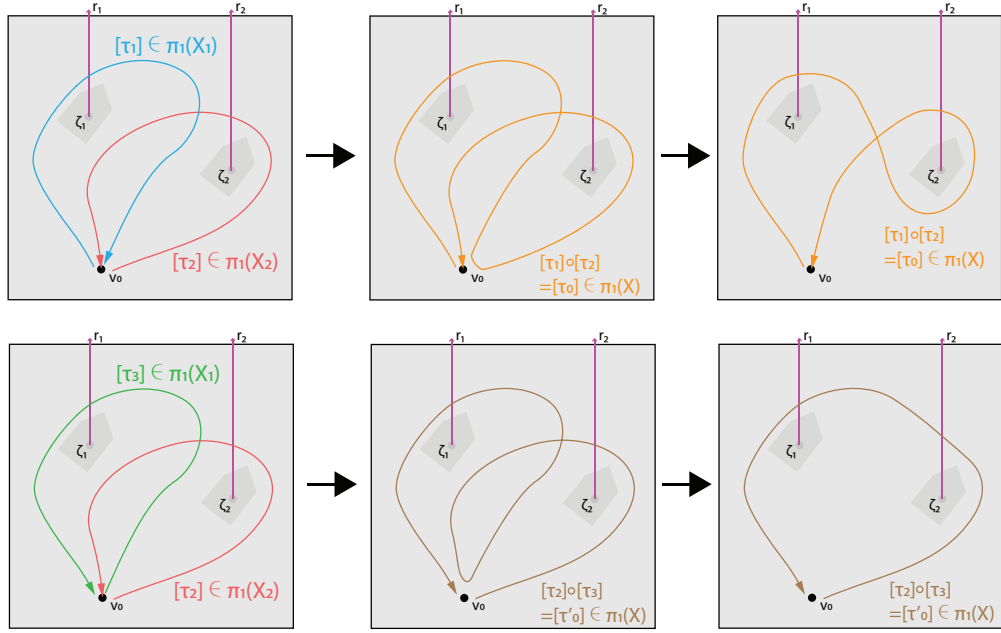 r₁ r₂
[τ₁] ∈ π₁(X₁)
ζ₁
ζ₂
[τ₂] ∈ π₁(X₂)
v₀
r₁ r₂
ζ₁
ζ₂
[τ₁]∘[τ₂]
=[τ₀] ∈ π₁(X)
v₀
r₁ r₂
ζ₁
ζ₂
[τ₁]∘[τ₂]
=[τ₀] ∈ π₁(X)
v₀
r₁ r₂
[τ₃] ∈ π₁(X₁)
ζ₁
ζ₂
[τ₂] ∈ π₁(X₂)
v₀
r₁ r₂
ζ₁
ζ₂
[τ₂]∘[τ₃]
=[τ'₀] ∈ π₁(X)
v₀
r₁ r₂
ζ₁
ζ₂
[τ₂]∘[τ₃]
=[τ'₀] ∈ π₁(X)
v₀